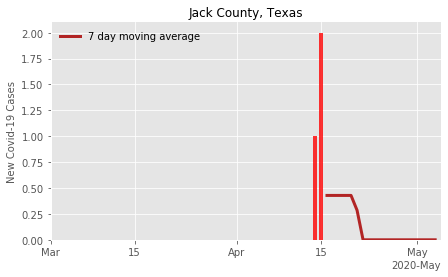 Jack County, Texas
7 day moving average
New Covid-19 Cases
2.00
1.75
1.50
1.25
1.00
0.75
0.50
0.25
0.00
Mar 15 Apr 15 May
2020-May